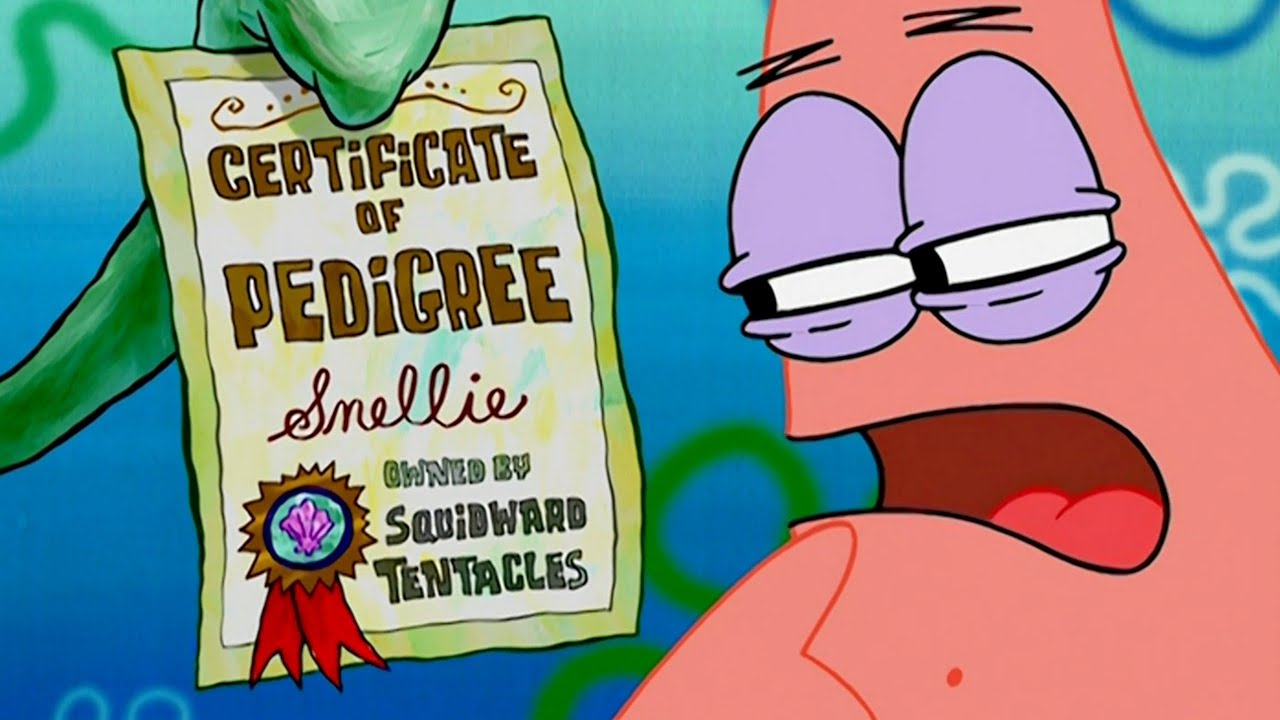 CERTiFiCATE
OF
PEDiGREE
Snellie
OWNED BY
SQUiDWARD
TENTACLES